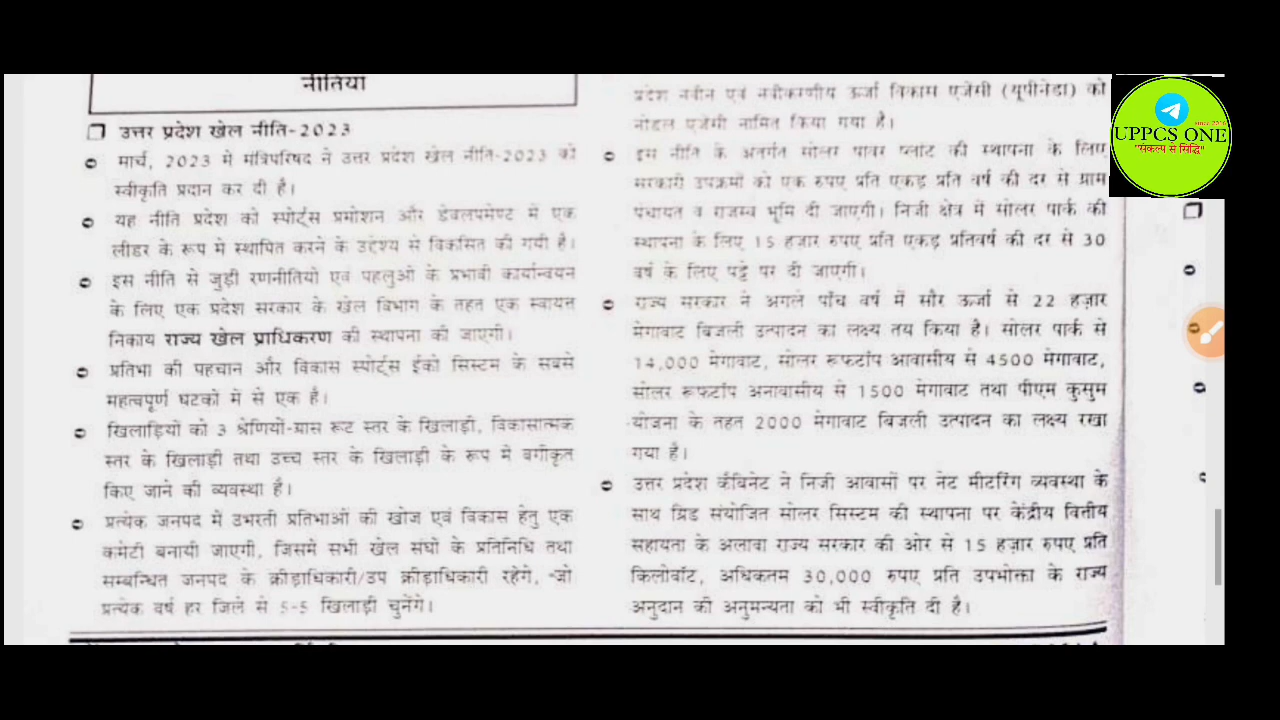 नीतियां
❐ उत्तर प्रदेश खेल नीति-2023
➲ मार्च, 2023 में मंत्रिपरिषद ने उत्तर प्रदेश खेल नीति-2023 को
स्वीकृति प्रदान कर दी है।
➲ यह नीति प्रदेश को स्पोर्ट्स प्रमोशन और डेवलपमेण्ट में एक
लीडर के रूप में स्थापित करने के उद्देश्य से विकसित की गयी है।
➲ इस नीति से जुड़ी रणनीतियों एवं पहलुओं के प्रभावी कार्यान्वयन
के लिए एक प्रदेश सरकार के खेल विभाग के तहत एक स्वायत्त
निकाय राज्य खेल प्राधिकरण की स्थापना की जाएगी।
➲ प्रतिभा की पहचान और विकास स्पोर्ट्स ईको सिस्टम के सबसे
महत्वपूर्ण घटकों में से एक है।
➲ खिलाड़ियों को 3 श्रेणियों-ग्रास रूट स्तर के खिलाड़ी, विकासात्मक
स्तर के खिलाड़ी तथा उच्च स्तर के खिलाड़ी के रूप में वर्गीकृत
किए जाने की व्यवस्था है।
➲ प्रत्येक जनपद में उभरती प्रतिभाओं की खोज एवं विकास हेतु एक
कमेटी बनायी जाएगी, जिसमें सभी खेल संघों के प्रतिनिधि तथा
सम्बन्धित जनपद के क्रीड़ाधिकारी/उप क्रीड़ाधिकारी रहेंगे, जो
प्रत्येक वर्ष हर जिले से 5-5 खिलाड़ी चुनेंगे।
प्रदेश नवीन एवं नवीकरणीय ऊर्जा विकास एजेंसी (यूपीनेडा) को
नोडल एजेंसी नामित किया गया है।
➲ इस नीति के अंतर्गत सोलर पावर प्लांट की स्थापना के लिए
सरकारी उपक्रमों को एक रुपए प्रति एकड़ प्रति वर्ष की दर से ग्राम
पंचायत व राजस्व भूमि दी जाएगी। निजी क्षेत्र में सोलर पार्क की
स्थापना के लिए 15 हज़ार रुपए प्रति एकड़ प्रतिवर्ष की दर से 30
वर्ष के लिए पट्टे पर दी जाएगी।
➲ राज्य सरकार ने अगले पाँच वर्ष में सौर ऊर्जा से 22 हज़ार
मेगावाट बिजली उत्पादन का लक्ष्य तय किया है। सोलर पार्क से
14,000 मेगावाट, सोलर रूफटॉप आवासीय से 4500 मेगावाट,
सोलर रूफटॉप अनावासीय से 1500 मेगावाट तथा पीएम कुसुम
योजना के तहत 2000 मेगावाट बिजली उत्पादन का लक्ष्य रखा
गया है।
➲ उत्तर प्रदेश कैबिनेट ने निजी आवासों पर नेट मीटरिंग व्यवस्था के
साथ ग्रिड संयोजित सोलर सिस्टम की स्थापना पर केंद्रीय वित्तीय
सहायता के अलावा राज्य सरकार की ओर से 15 हज़ार रुपए प्रति
किलोवॉट, अधिकतम 30,000 रुपए प्रति उपभोक्ता के राज्य
अनुदान की अनुमन्यता को भी स्वीकृति दी है।
UPPCS ONE
"संकल्प से सिद्धि"